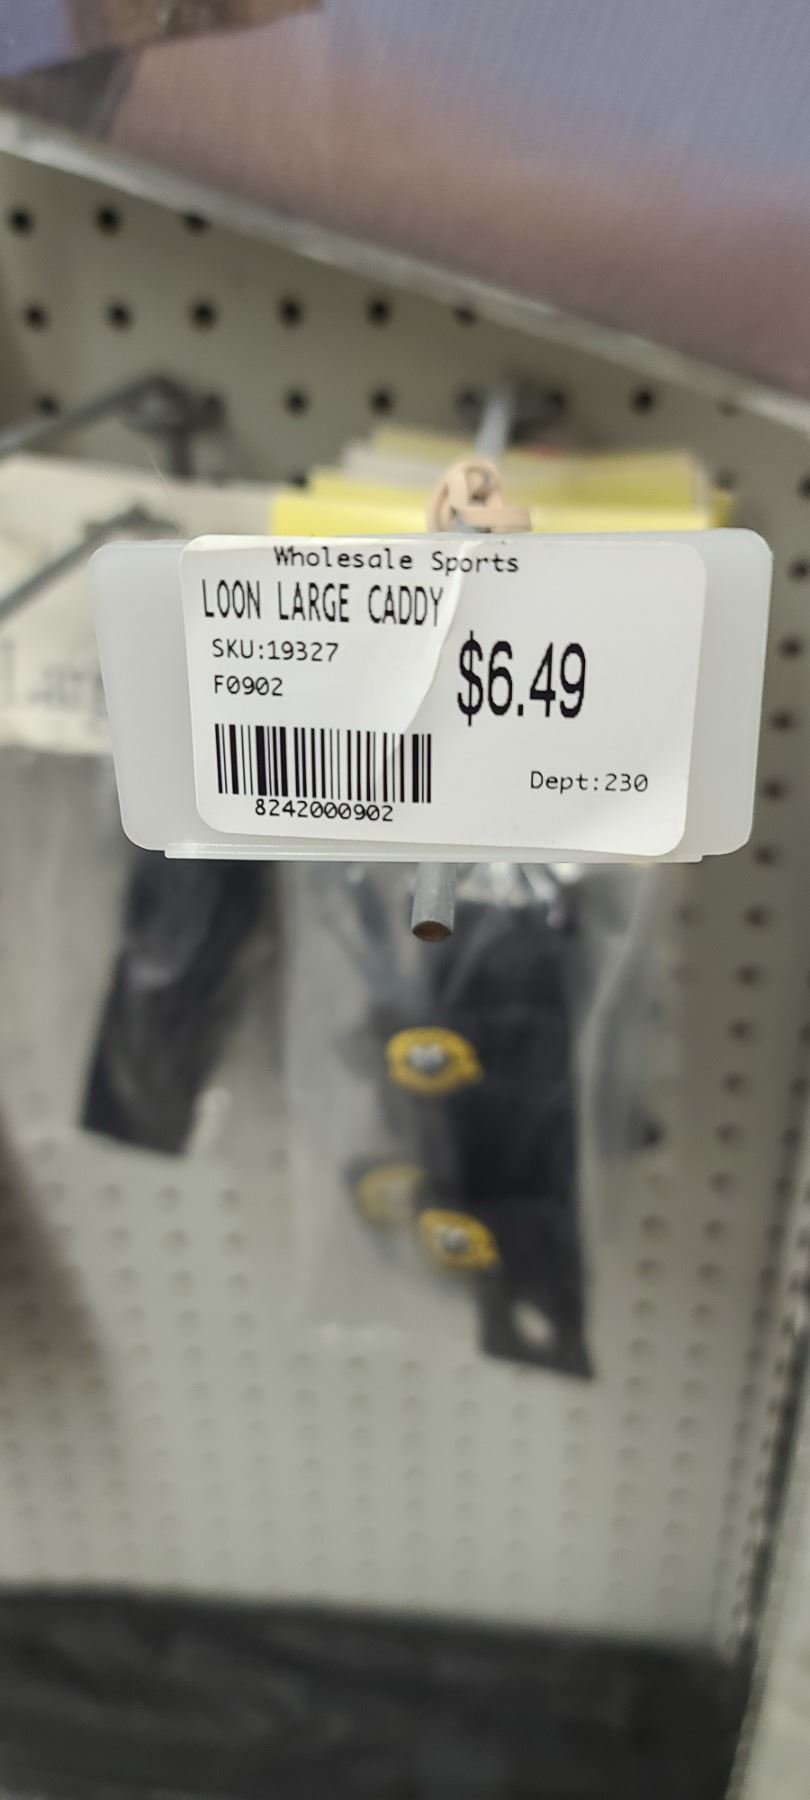 Wholesale Sports
LOON LARGE CADDY
SKU:19327
$6.49
F0902
Dept:230
8242000902